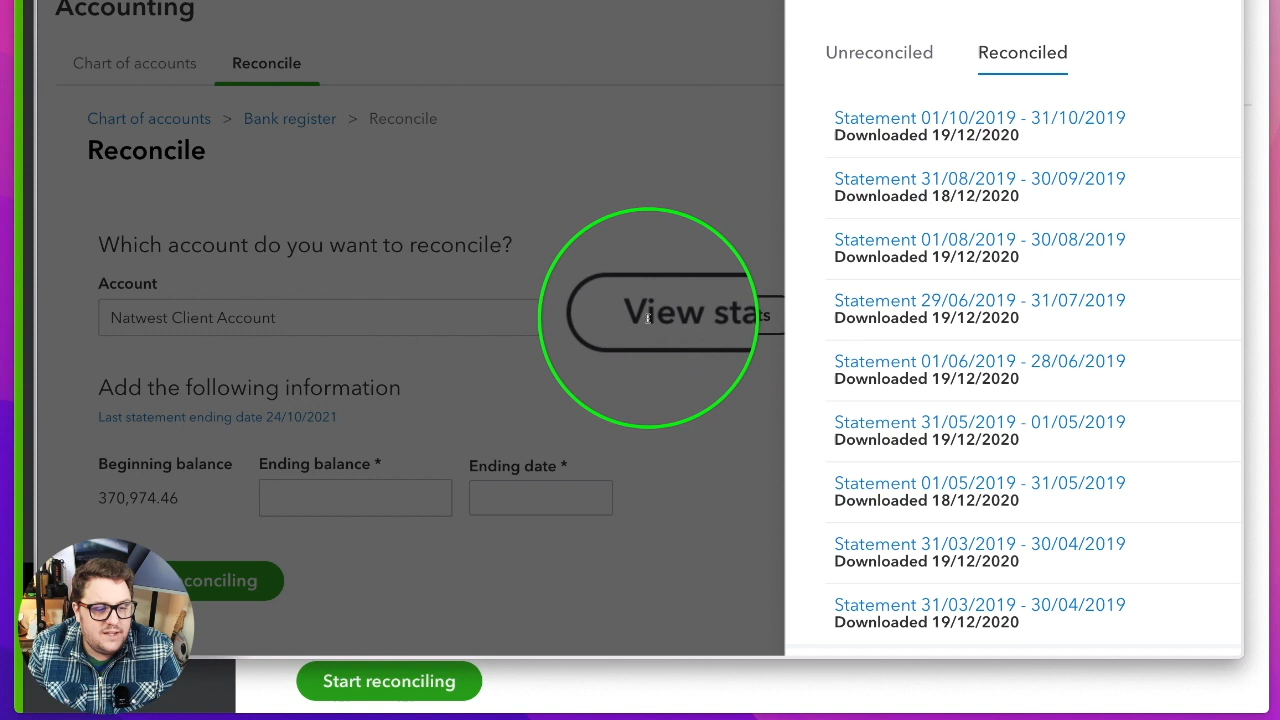 Accounting
Chart of accounts
Reconcile
Chart of accounts > Bank register > Reconcile
Reconcile
Which account do you want to reconcile?
Account
Natwest Client Account
View sta
ts
Add the following information
Last statement ending date 24/10/2021
Beginning balance
Ending balance *
Ending date *
370,974.46
conciling
Start reconciling
Unreconciled
Reconciled
Statement 01/10/2019 - 31/10/2019
Downloaded 19/12/2020
Statement 31/08/2019 - 30/09/2019
Downloaded 18/12/2020
Statement 01/08/2019 - 30/08/2019
Downloaded 19/12/2020
Statement 29/06/2019 - 31/07/2019
Downloaded 19/12/2020
Statement 01/06/2019 - 28/06/2019
Downloaded 19/12/2020
Statement 31/05/2019 - 01/05/2019
Downloaded 19/12/2020
Statement 01/05/2019 - 31/05/2019
Downloaded 18/12/2020
Statement 31/03/2019 - 30/04/2019
Downloaded 19/12/2020
Statement 31/03/2019 - 30/04/2019
Downloaded 19/12/2020